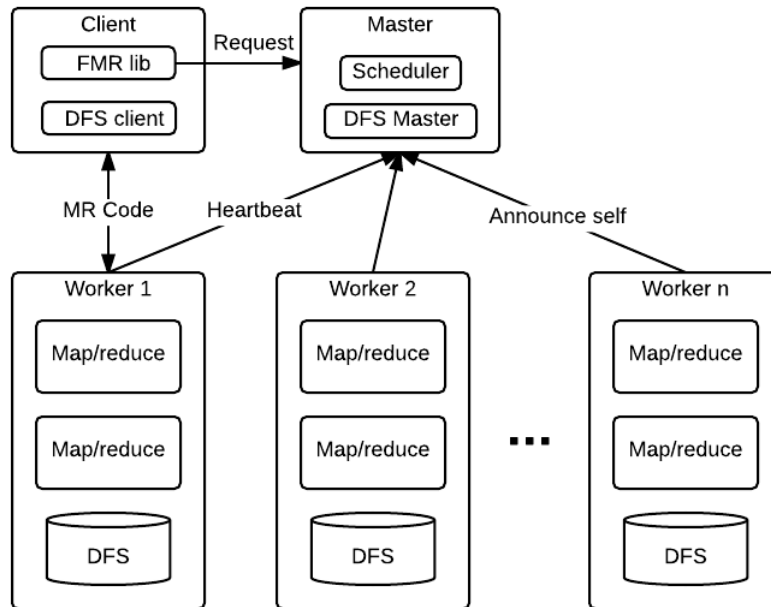 Client
FMR lib
DFS client
Request
Master
Scheduler
DFS Master
MR Code
Heartbeat
Announce self
Worker 1
Map/reduce
Map/reduce
DFS
Worker 2
Map/reduce
Map/reduce
DFS
...
Worker n
Map/reduce
Map/reduce
DFS